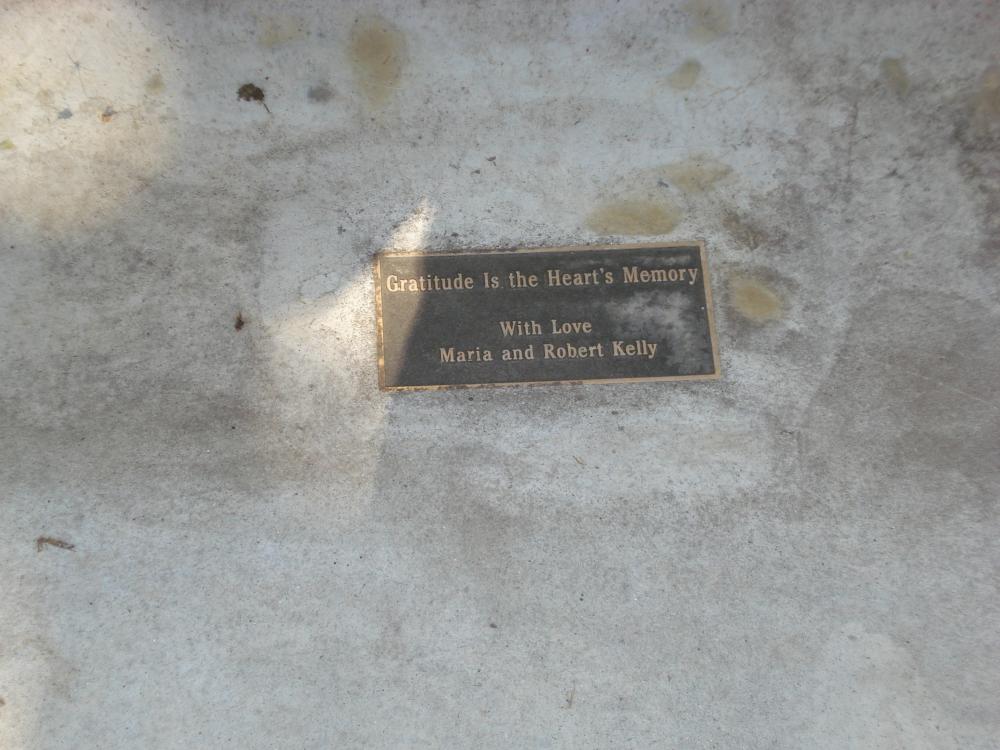 Gratitude Is the Heart's Memory
With Love
Maria and Robert Kelly